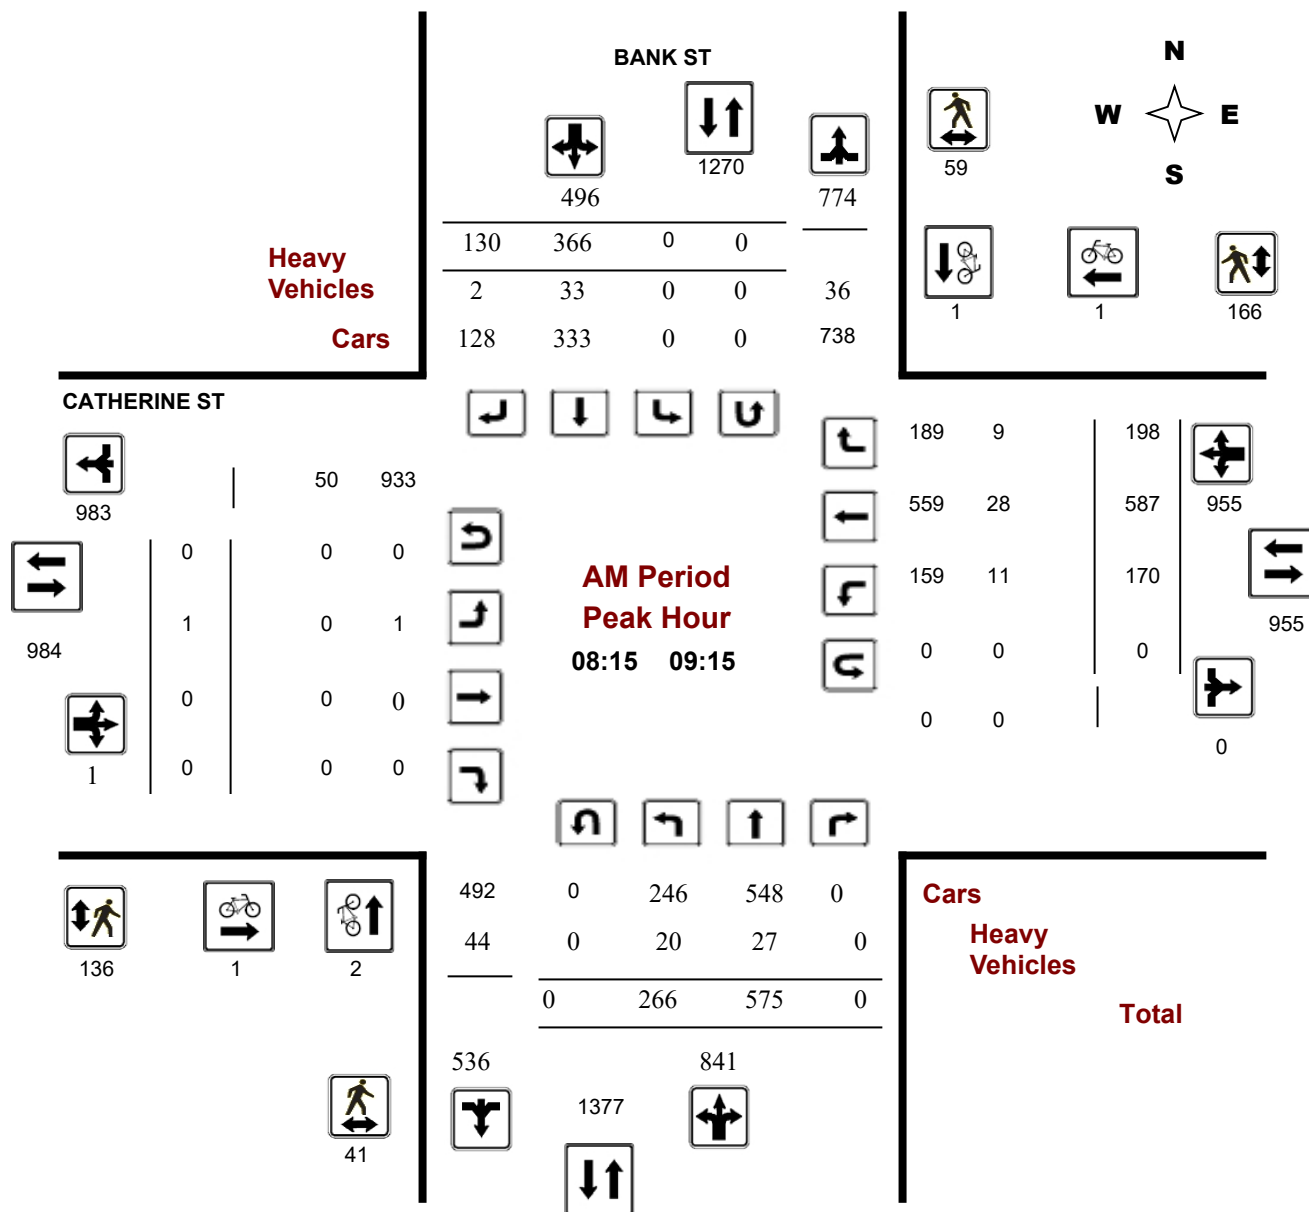 BANK ST
N
W E
S
1270
59
496 774
130 366 0 0
Heavy
Vehicles
2 33 0 0 36
1 1 166
Cars
128 333 0 0 738
CATHERINE ST
189 9 198
50 933
983
559 28 587 955
0 0 0
AM Period
159 11 170
Peak Hour
1 0 1
955
984
08:15 09:15
0 0 0
0 0 0
0 0
0
1
0 0 0
492 0 246 548 0
Cars
44 0 20 27 0
Heavy
Vehicles
136 1 2
0 266 575 0
Total
536 841
1377
41